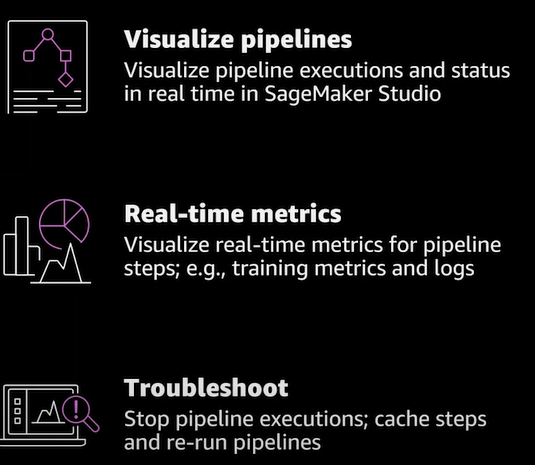 Visualize pipelines
Visualize pipeline executions and status
in real time in SageMaker Studio
Real-time metrics
Visualize real-time metrics for pipeline
steps; e.g., training metrics and logs
Troubleshoot
Stop pipeline executions; cache steps
and re-run pipelines